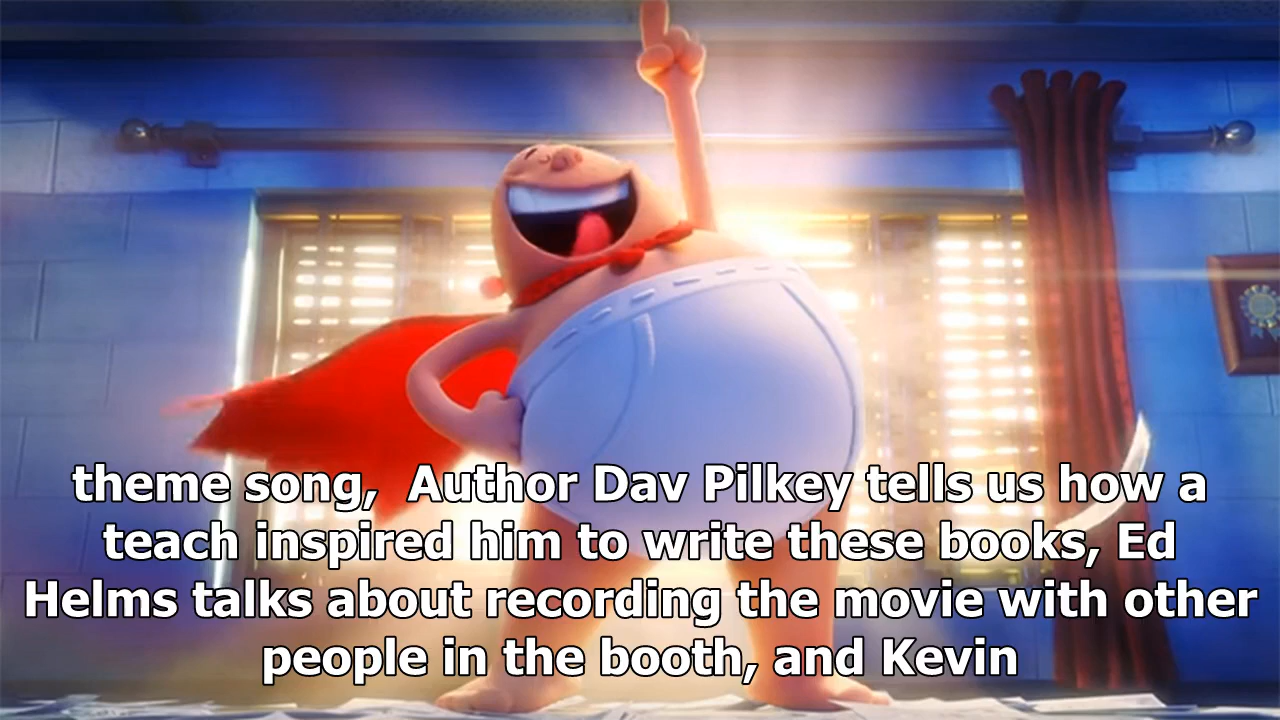 theme song,  Author Dav Pilkey tells us how a
teach inspired him to write these books, Ed
Helms talks about recording the movie with other
people in the booth, and Kevin